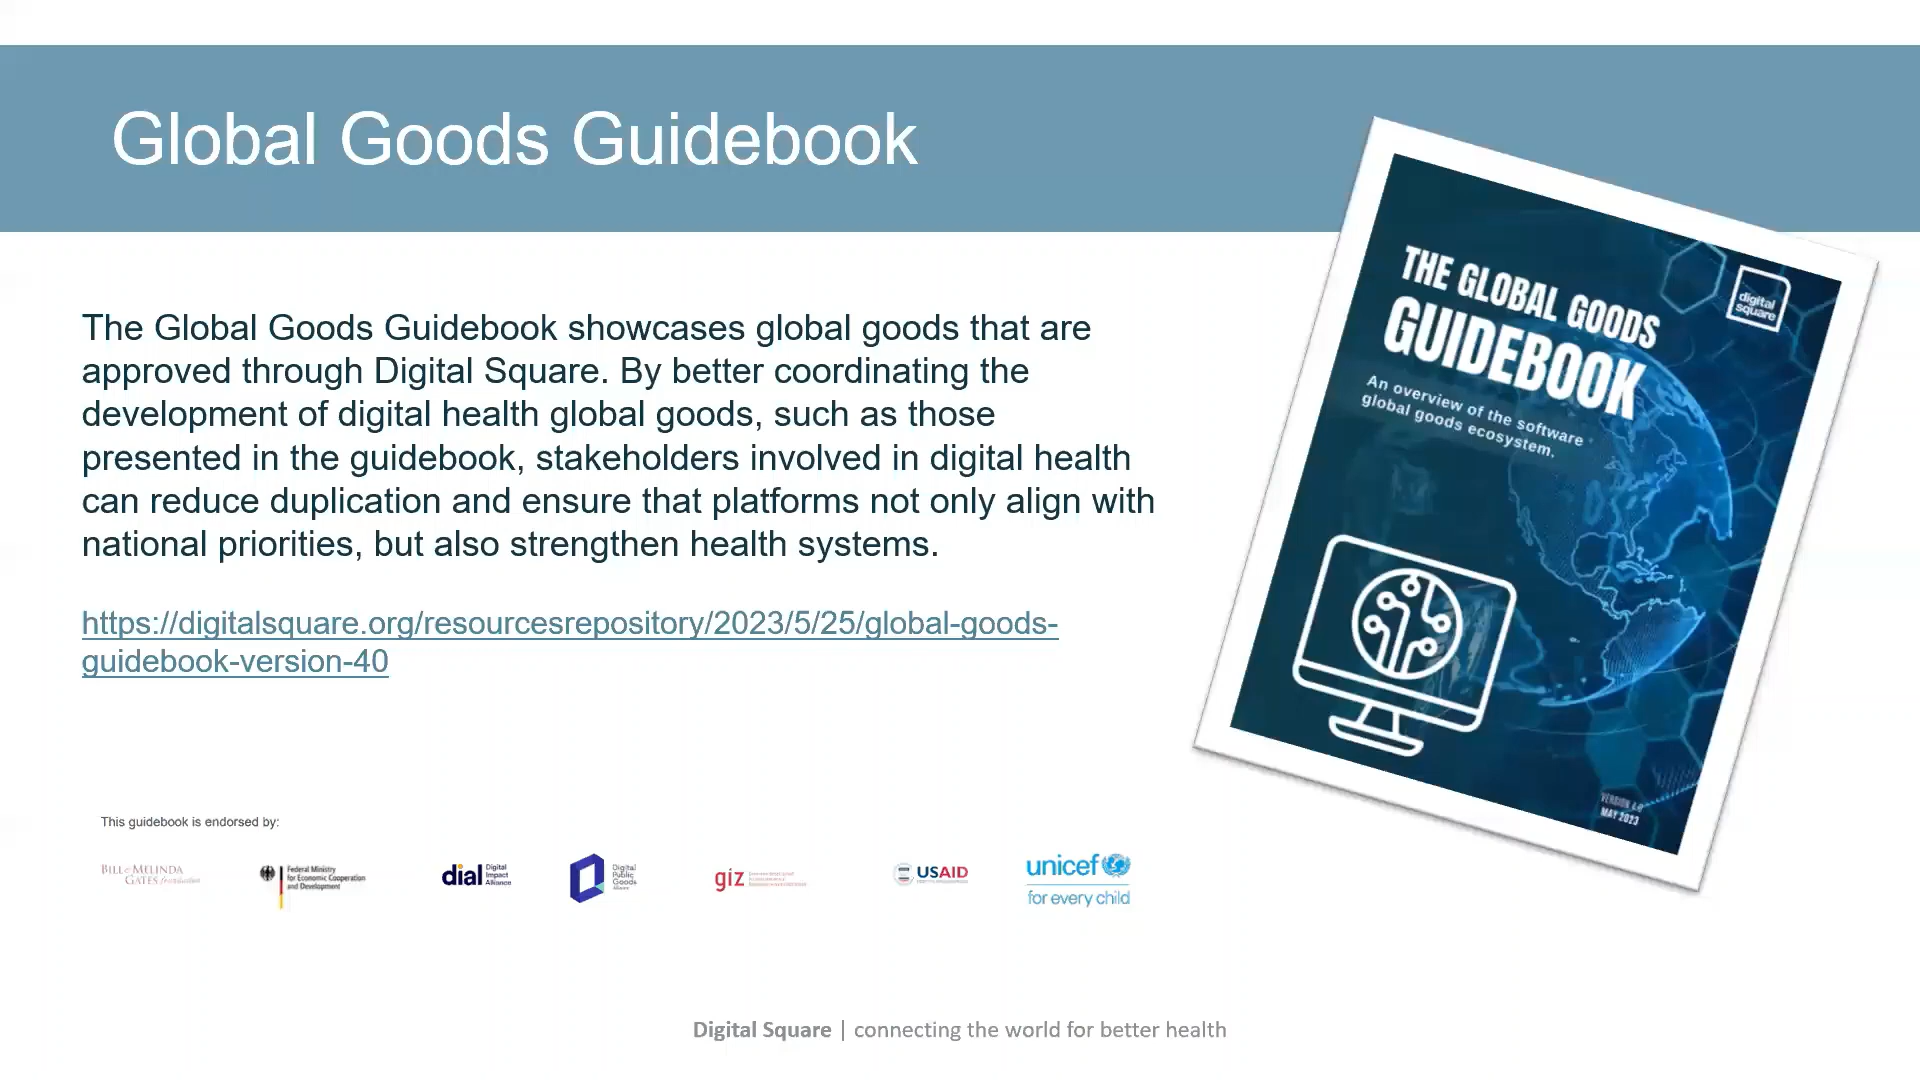 Global Goods Guidebook
The Global Goods Guidebook showcases global goods that are
approved through Digital Square. By better coordinating the
development of digital health global goods, such as those
presented in the guidebook, stakeholders involved in digital health
can reduce duplication and ensure that platforms not only align with
national priorities, but also strengthen health systems.
https://digitalsquare.org/resourcesrepository/2023/5/25/global-goods-
guidebook-version-40
THE GLOBAL GOODS
GUIDEBOOK
An overview of the software
global goods ecosystem.
digital
square
VERSION 4.0
MAY 2023
This guidebook is endorsed by:
BILL & MELINDA
GATES foundation
Federal Ministry
for Economic Cooperation
and Development
dial Digital
Impact
Alliance
Digital
Public
Goods
Alliance
giz
USAID
unicef
for every child
Digital Square | connecting the world for better health